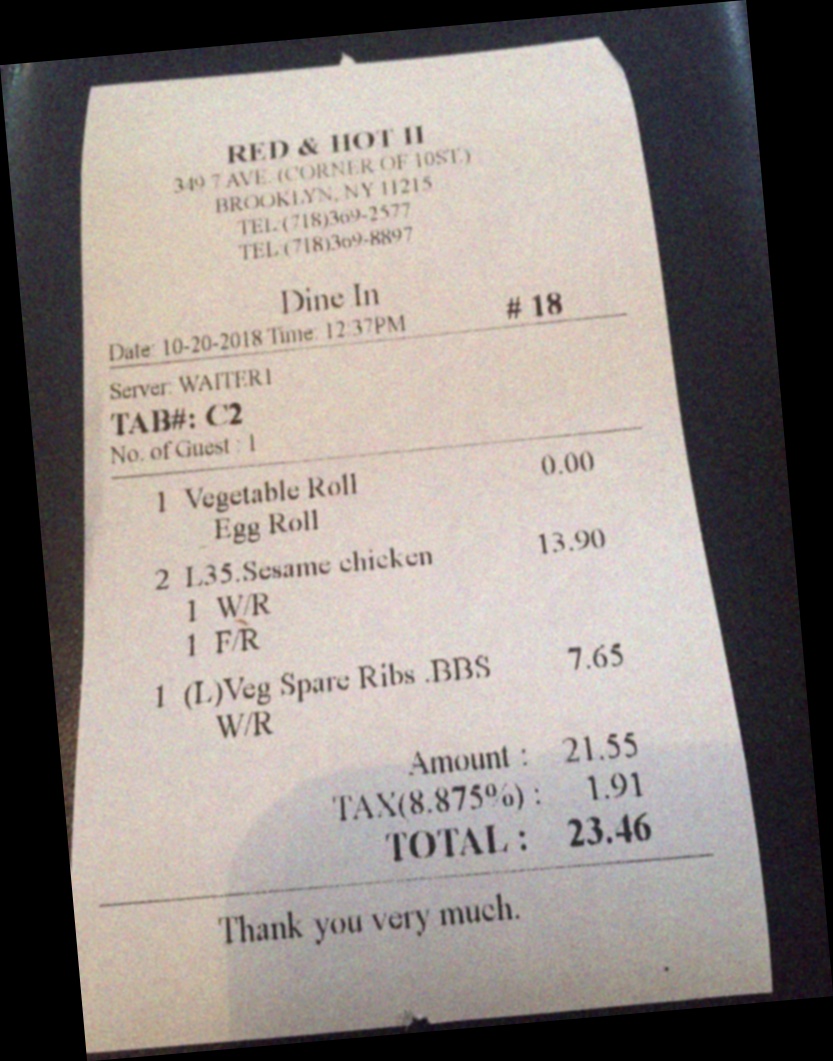 RED & HOT II
349 7 AVE. (CORNER OF 10ST.)
BROOKLYN, NY 11215
TEL:(718)369-2577
TEL:(718)369-8897
Dine In
# 18
Date: 10-20-2018 Time: 12:37PM
Server: WAITER1
TAB#: C2
No. of Guest : 1
1 Vegetable Roll 0.00
Egg Roll
2 L35.Sesame chicken 13.90
1 W/R
1 F/R
1 (L)Veg Spare Ribs .BBS 7.65
W/R
Amount : 21.55
TAX(8.875%) : 1.91
TOTAL : 23.46
Thank you very much.